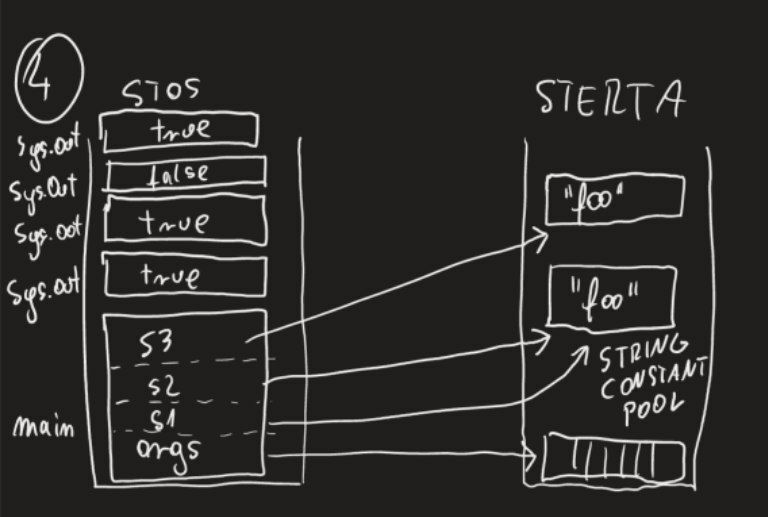 4
STOS
STERTA
Sys.out
true
Sys.Out
false
Sys.out
true
Sys.out
true
"foo"
"foo"
STRING
CONSTANT
POOL
main
s3
s2
s1
args